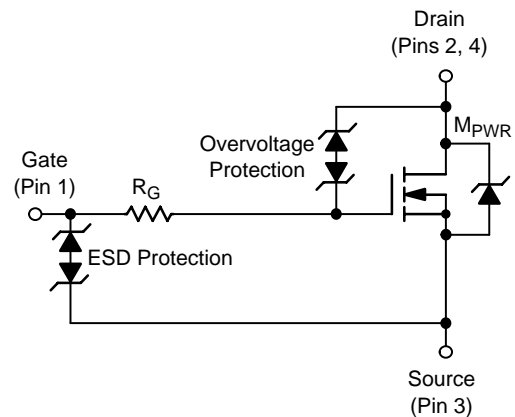 Drain
(Pins 2, 4)
MPWR
Overvoltage
Protection
Gate
(Pin 1)
RG
ESD Protection
Source
(Pin 3)